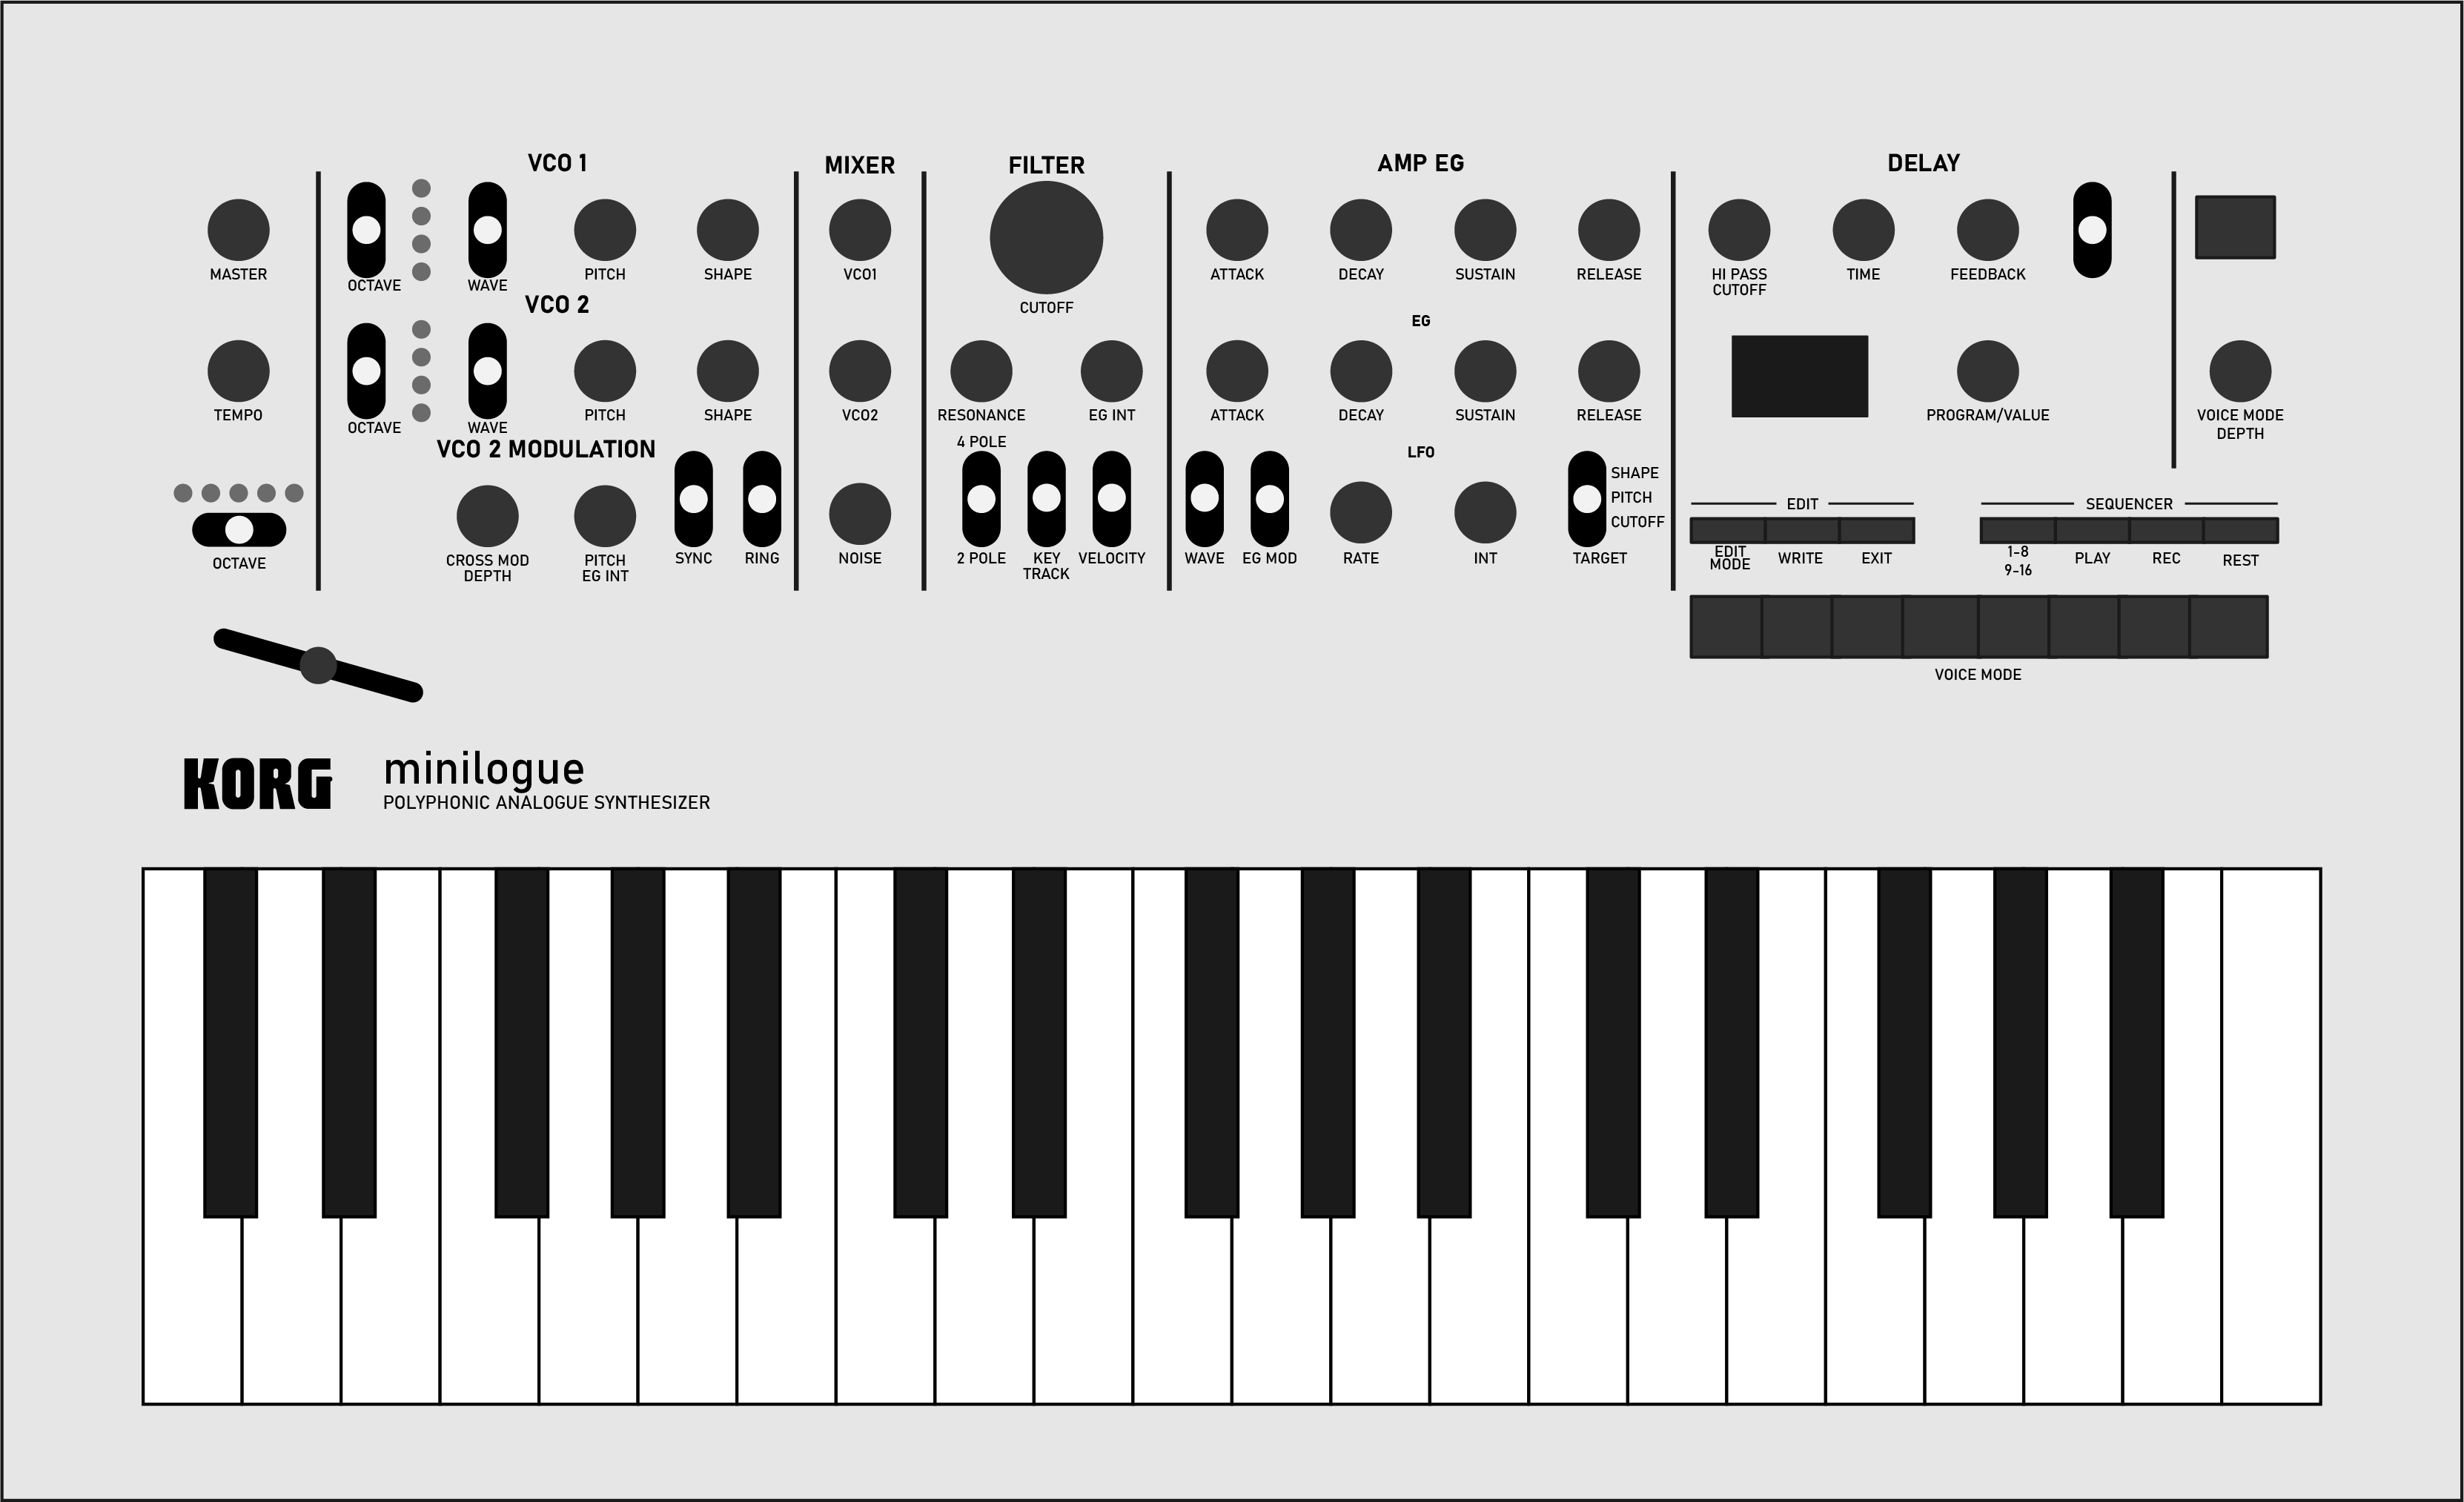 VCO 1
MIXER
FILTER
AMP EG
DELAY
MASTER
OCTAVE
WAVE
PITCH
SHAPE
VCO1
CUTOFF
ATTACK
DECAY
SUSTAIN
RELEASE
HI PASS
CUTOFF
TIME
FEEDBACK
VCO 2
EG
TEMPO
OCTAVE
WAVE
PITCH
SHAPE
VCO2
RESONANCE
EG INT
ATTACK
DECAY
SUSTAIN
RELEASE
PROGRAM/VALUE
VOICE MODE
DEPTH
VCO 2 MODULATION
4 POLE
LFO
SHAPE
PITCH
CUTOFF
EDIT
SEQUENCER
OCTAVE
CROSS MOD
DEPTH
PITCH
EG INT
SYNC
RING
NOISE
2 POLE
KEY
TRACK
VELOCITY
WAVE
EG MOD
RATE
INT
TARGET
EDIT
MODE
WRITE
EXIT
1-8
9-16
PLAY
REC
REST
VOICE MODE
KORG
minilogue
POLYPHONIC ANALOGUE SYNTHESIZER